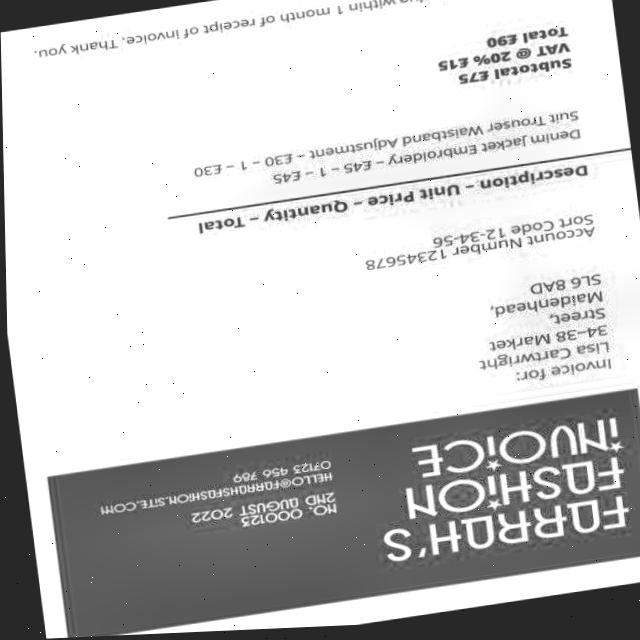 FARRAH'S
FASHION
INVOICE
NO. 000123
2ND AUGUST 2022
HELLO@FARRAHSFASHION.SITE.COM
07123 456 789
Invoice for:
Lisa Cartwright
34-38 Market
Street,
Maidenhead,
SL6 8AD
Account Number 12345678
Sort Code 12-34-56
Description – Unit Price – Quantity – Total
Denim Jacket Embroidery – £45 – 1 – £45
Suit Trouser Waistband Adjustment – £30 – 1 – £30
Subtotal £75
VAT @ 20% £15
Total £90
within 1 month of receipt of invoice. Thank you.